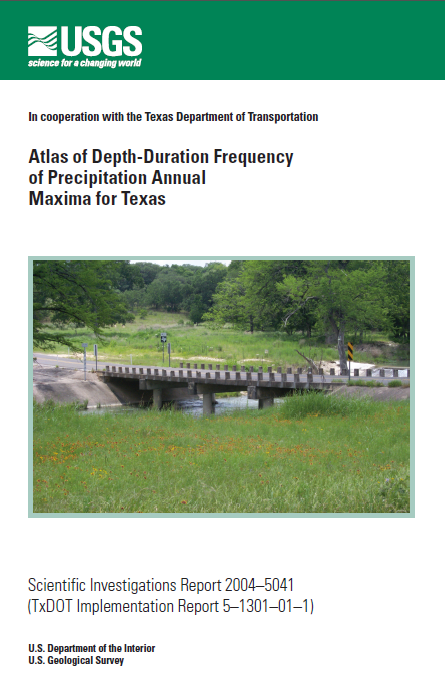 USGS
science for a changing world
In cooperation with the Texas Department of Transportation
Atlas of Depth-Duration Frequency
of Precipitation Annual
Maxima for Texas
Scientific Investigations Report 2004–5041
(TxDOT Implementation Report 5–1301–01–1)
U.S. Department of the Interior
U.S. Geological Survey